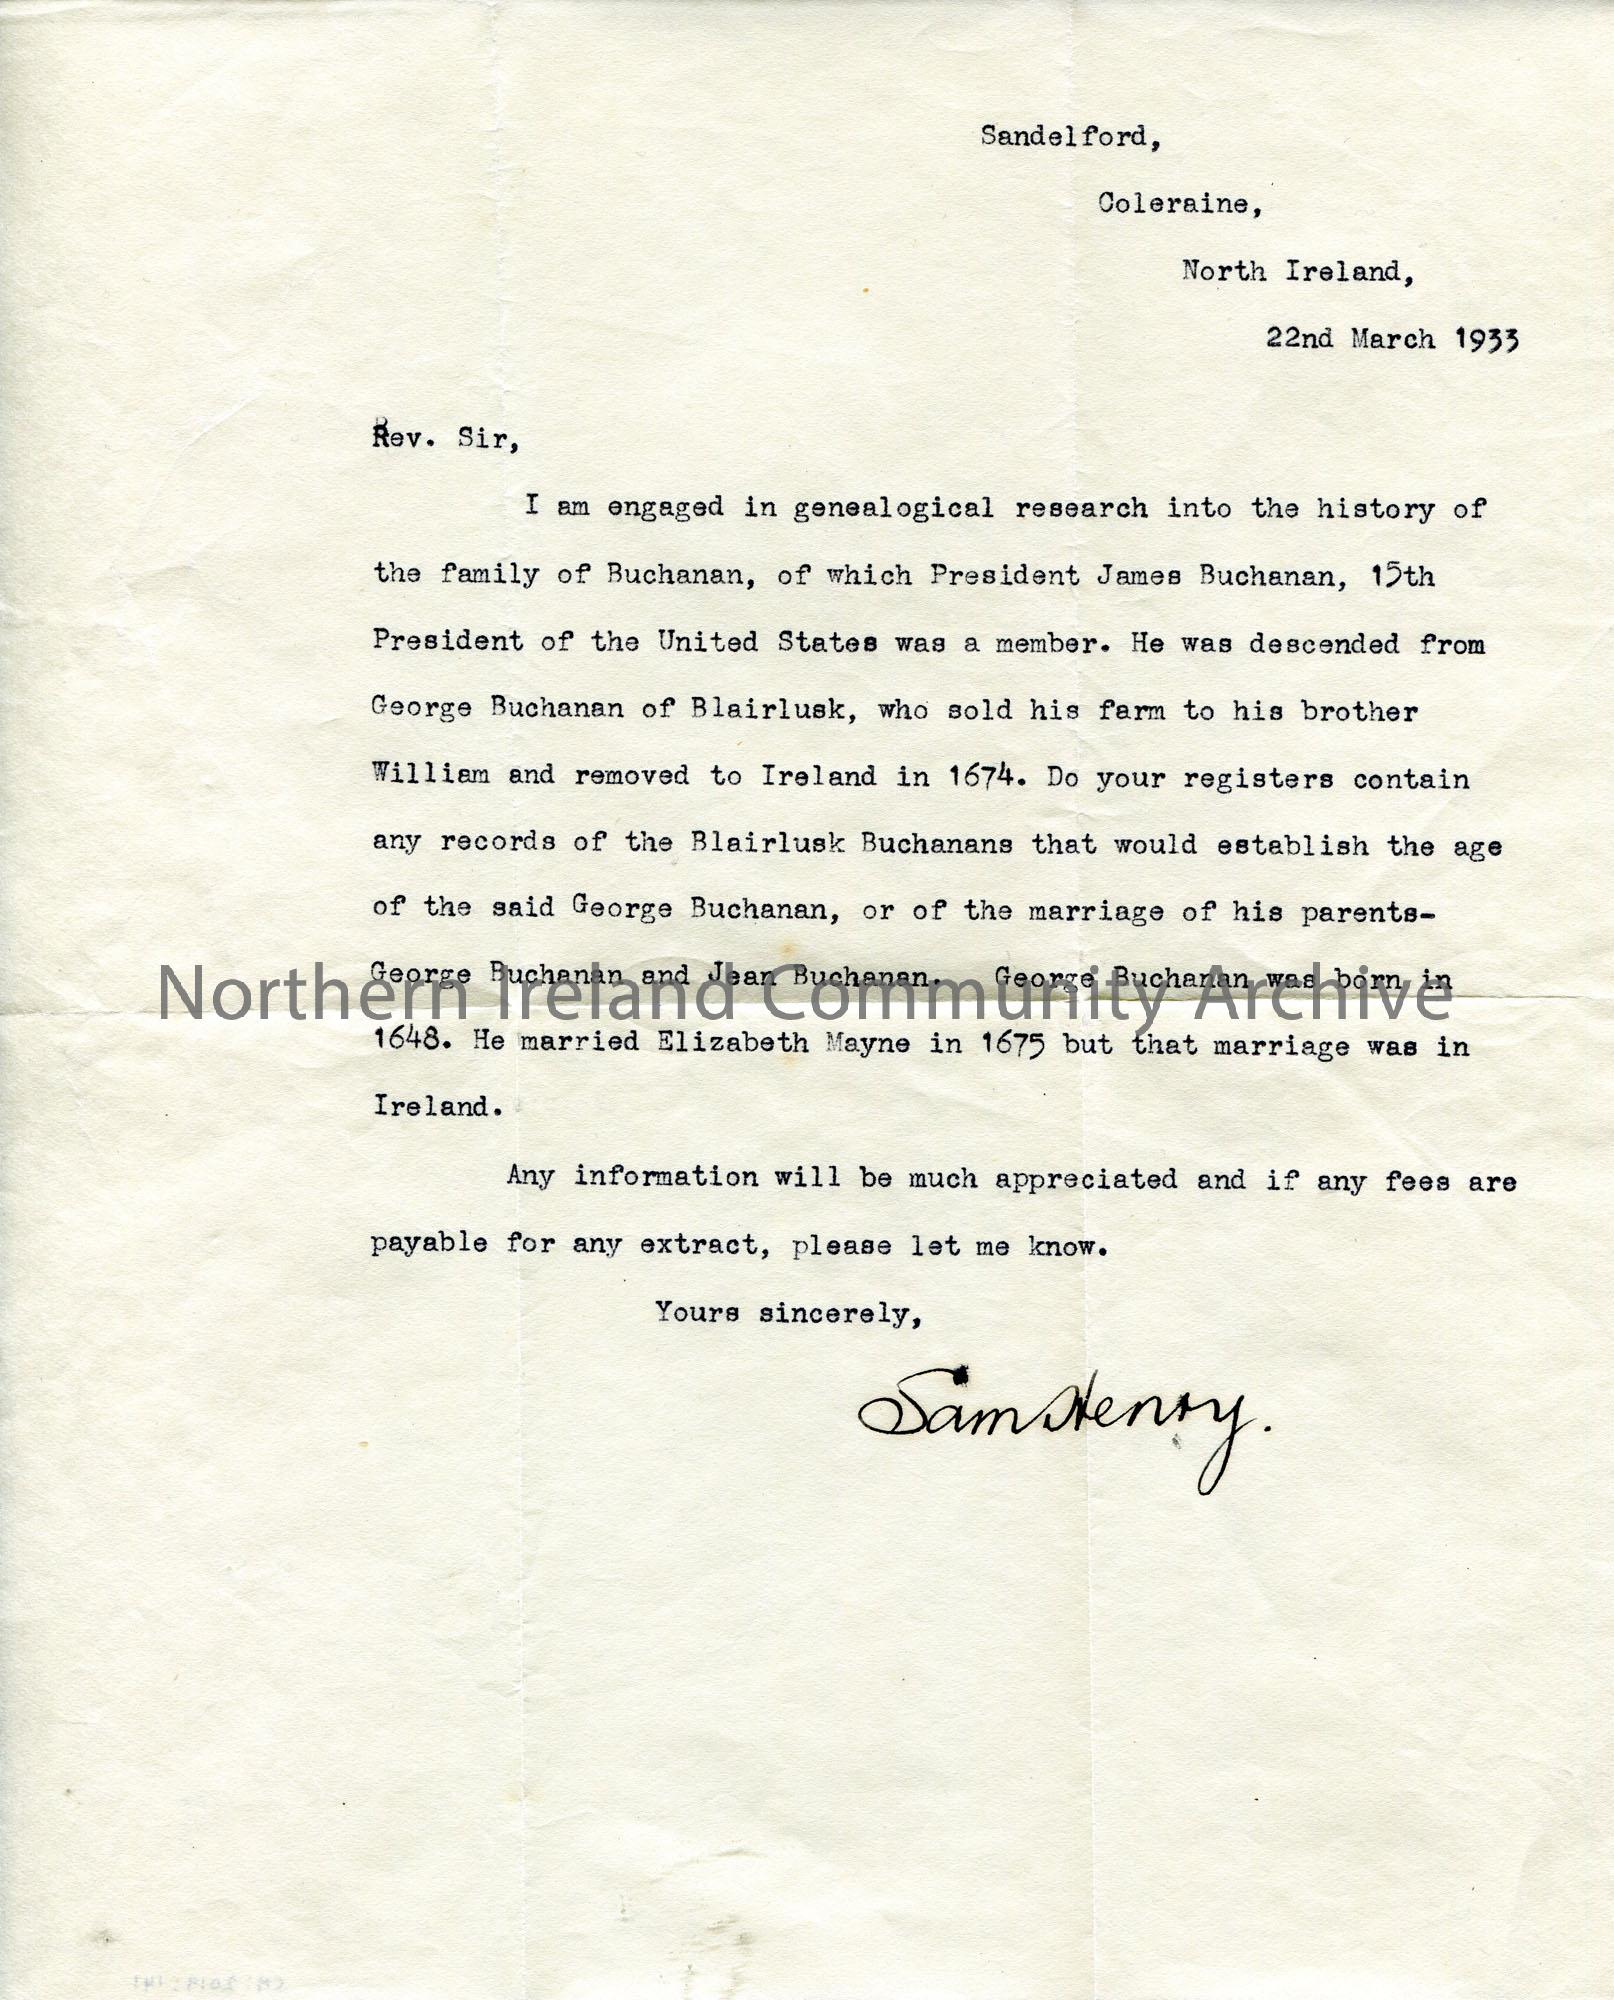 Sandelford,
Coleraine,
North Ireland,
22nd March 1933
Rev. Sir,
I am engaged in genealogical research into the history of
the family of Buchanan, of which President James Buchanan, 15th
President of the United States was a member. He was descended from
George Buchanan of Blairlusk, who sold his farm to his brother
William and removed to Ireland in 1674. Do your registers contain
any records of the Blairlusk Buchanans that would establish the age
of the said George Buchanan, or of the marriage of his parents-
George Buchanan and Jean Buchanan. George Buchanan was born in
Northern Ireland Community Archive
1648. He married Elizabeth Mayne in 1675 but that marriage was in
Ireland.
Any information will be much appreciated and if any fees are
payable for any extract, please let me know.
Yours sincerely,
Sam Henry.